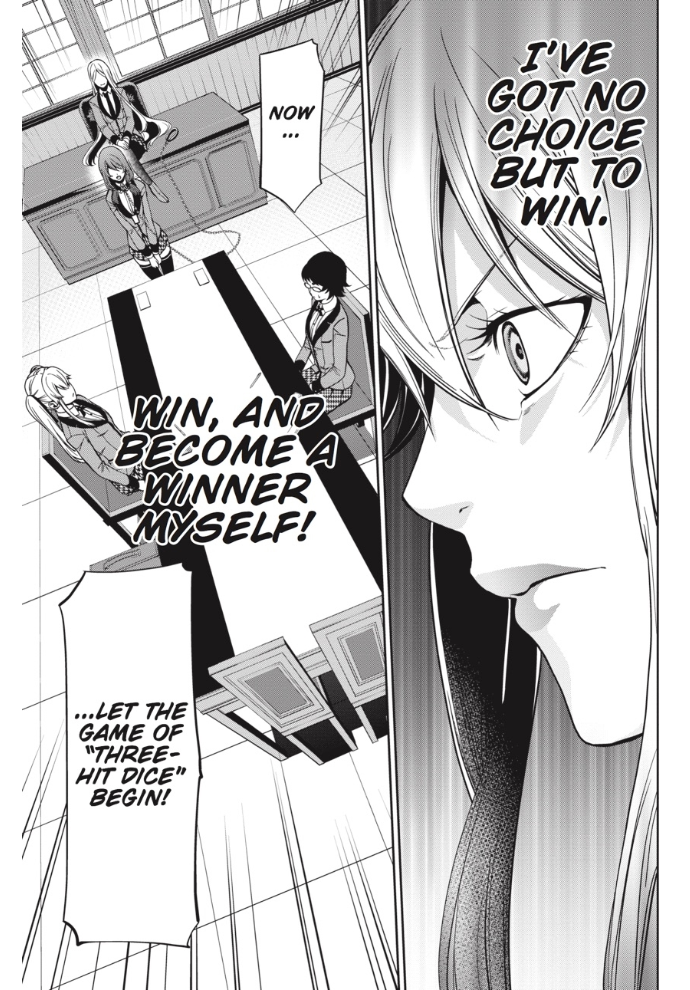 I'VE
GOT NO
CHOICE
BUT TO
WIN.
WIN, AND
BECOME A
WINNER
MYSELF!
NOW
...
...LET THE
GAME OF
"THREE-
HIT DICE"
BEGIN!